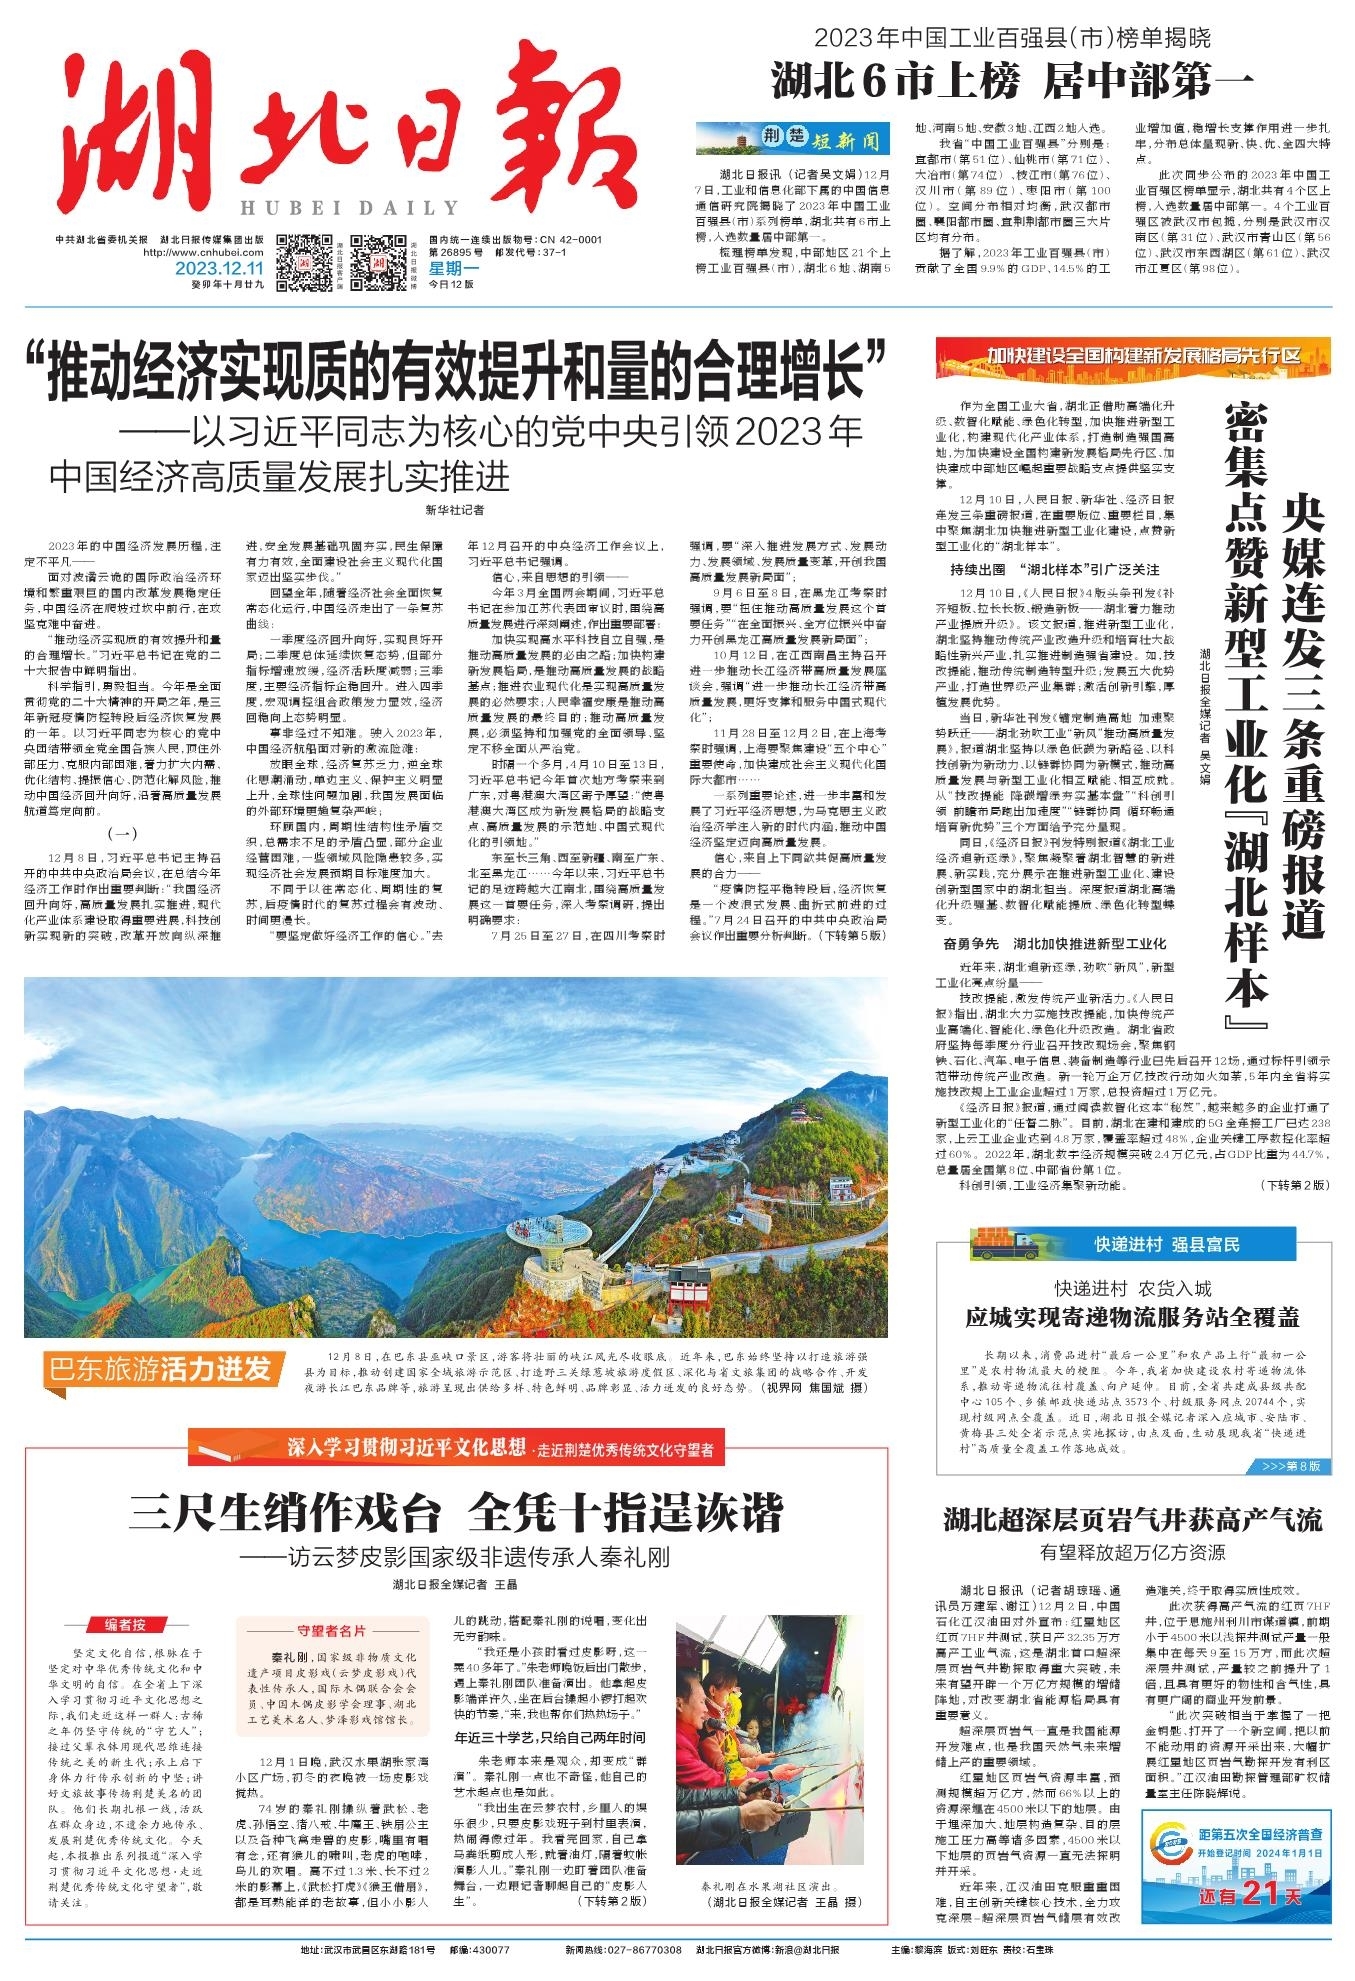 湖北日报
HUBEI DAILY
中共湖北省委机关报 湖北日报传媒集团出版
http://www.cnhubei.com
2023.12.11
癸卯年十月廿九
湖北日报客户端
湖北日报微博
国内统一连续出版物号:CN 42-0001
第26895号 邮发代号:37-1
星期一
今日12版
2023年中国工业百强县(市)榜单揭晓
湖北6市上榜 居中部第一
荆楚短新闻
湖北日报讯 (记者吴文娟)12月
7日,工业和信息化部下属的中国信息
通信研究院揭晓了2023年中国工业
百强县(市)系列榜单,湖北共有6市上
榜,入选数量居中部第一。
梳理榜单发现,中部地区21个上
榜工业百强县(市),湖北6地、湖南5
地、河南5地、安徽3地、江西2地入选。
我省“中国工业百强县”分别是:
宜都市(第51位)、仙桃市(第71位)、
大冶市(第74位)、枝江市(第76位)、
汉川市(第89位)、枣阳市(第100
位)。空间分布相对均衡,武汉都市
圈、襄阳都市圈、宜荆荆都市圈三大片
区均有分布。
据了解,2023年工业百强县(市)
贡献了全国9.9%的GDP、14.5%的工
业增加值,稳增长支撑作用进一步扎
牢,分布总体呈现新、快、优、全四大特
点。
此次同步公布的2023年中国工
业百强区榜单显示,湖北共有4个区上
榜,入选数量居中部第一。4个工业百
强区被武汉市包揽,分别是武汉市汉
南区(第31位)、武汉市青山区(第56
位)、武汉市东西湖区(第61位)、武汉
市江夏区(第98位)。
“推动经济实现质的有效提升和量的合理增长”
——以习近平同志为核心的党中央引领2023年
中国经济高质量发展扎实推进
新华社记者
2023年的中国经济发展历程,注
定不平凡——
面对波谲云诡的国际政治经济环
境和繁重艰巨的国内改革发展稳定任
务,中国经济在爬坡过坎中前行,在攻
坚克难中奋进。
“推动经济实现质的有效提升和量
的合理增长。”习近平总书记在党的二
十大报告中鲜明指出。
科学指引,勇毅担当。今年是全面
贯彻党的二十大精神的开局之年,是三
年新冠疫情防控转段后经济恢复发展
的一年。以习近平同志为核心的党中
央团结带领全党全国各族人民,顶住外
部压力、克服内部困难,着力扩大内需、
优化结构、提振信心、防范化解风险,推
动中国经济回升向好,沿着高质量发展
航道笃定向前。
(一)
12月8日,习近平总书记主持召
开的中共中央政治局会议,在总结今年
经济工作时作出重要判断:“我国经济
回升向好,高质量发展扎实推进,现代
化产业体系建设取得重要进展,科技创
新实现新的突破,改革开放向纵深推
进,安全发展基础巩固夯实,民生保障
有力有效,全面建设社会主义现代化国
家迈出坚实步伐。”
回望全年,随着经济社会全面恢复
常态化运行,中国经济走出了一条复苏
曲线:
一季度经济回升向好,实现良好开
局;二季度总体延续恢复态势,但部分
指标增速放缓,经济活跃度减弱;三季
度,主要经济指标企稳回升。进入四季
度,宏观调控组合政策发力显效,经济
回稳向上态势明显。
事非经过不知难。驶入2023年,
中国经济航船面对新的激流险滩:
放眼全球,经济复苏乏力,逆全球
化思潮涌动,单边主义、保护主义明显
上升,全球性问题加剧,我国发展面临
的外部环境更趋复杂严峻;
环顾国内,周期性结构性矛盾交
织,总需求不足的矛盾凸显,部分企业
经营困难,一些领域风险隐患较多,实
现经济社会发展预期目标难度加大。
不同于以往常态化、周期性的复
苏,后疫情时代的复苏过程会有波动、
时间更漫长。
“要坚定做好经济工作的信心。”去
年12月召开的中央经济工作会议上,
习近平总书记强调。
信心,来自思想的引领——
今年3月全国两会期间,习近平总
书记在参加江苏代表团审议时,围绕高
质量发展进行深刻阐述,作出重要部署:
加快实现高水平科技自立自强,是
推动高质量发展的必由之路;加快构建
新发展格局,是推动高质量发展的战略
基点;推进农业现代化是实现高质量发
展的必然要求;人民幸福安康是推动高
质量发展的最终目的;推动高质量发
展,必须坚持和加强党的全面领导,坚
定不移全面从严治党。
时隔一个多月,4月10日至13日,
习近平总书记今年首次地方考察来到
广东,对粤港澳大湾区寄予厚望:“使粤
港澳大湾区成为新发展格局的战略支
点、高质量发展的示范地、中国式现代
化的引领地。”
东至长三角、西至新疆、南至广东、
北至黑龙江……今年以来,习近平总书
记的足迹跨越大江南北,围绕高质量发
展这一首要任务,深入考察调研,提出
明确要求:
7月25日至27日,在四川考察时
强调,要“深入推进发展方式、发展动
力、发展领域、发展质量变革,开创我国
高质量发展新局面”;
9月6日至8日,在黑龙江考察时
强调,要“扭住推动高质量发展这个首
要任务”“在全面振兴、全方位振兴中奋
力开创黑龙江高质量发展新局面”;
10月12日,在江西南昌主持召开
进一步推动长江经济带高质量发展座
谈会,强调“进一步推动长江经济带高
质量发展,更好支撑和服务中国式现代
化”;
11月28日至12月2日,在上海考
察时强调,上海要聚焦建设“五个中心”
重要使命,加快建成社会主义现代化国
际大都市……
一系列重要论述,进一步丰富和发
展了习近平经济思想,为马克思主义政
治经济学注入新的时代内涵,推动中国
经济坚定迈向高质量发展。
信心,来自上下同欲共促高质量发
展的合力——
“疫情防控平稳转段后,经济恢复
是一个波浪式发展、曲折式前进的过
程。”7月24日召开的中共中央政治局
会议作出重要分析判断。(下转第5版)
加快建设全国构建新发展格局先行区
央媒连发三条重磅报道
密集点赞新型工业化『湖北样本』
湖北日报全媒记者 吴文娟
作为全国工业大省,湖北正借助高端化升
级、数智化赋能、绿色化转型,加快推进新型工
业化,构建现代化产业体系,打造制造强国高
地,为加快建设全国构建新发展格局先行区、加
快建成中部地区崛起重要战略支点提供坚实支
撑。
12月10日,人民日报、新华社、经济日报
连发三条重磅报道,在重要版位、重要栏目,集
中聚焦湖北加快推进新型工业化建设,点赞新
型工业化的“湖北样本”。
持续出圈 “湖北样本”引广泛关注
12月10日,《人民日报》4版头条刊发《补
齐短板、拉长长板、锻造新板——湖北着力推动
产业提质升级》。该文报道,推进新型工业化,
湖北坚持推动传统产业改造升级和培育壮大战
略性新兴产业,扎实推进制造强省建设。如,技
改提能,推动传统制造转型升级;发展五大优势
产业,打造世界级产业集群;激活创新引擎,厚
植发展优势。
当日,新华社刊发《锚定制造高地 加速聚
势跃迁——湖北劲吹工业“新风”推动高质量发
展》,报道湖北坚持以绿色低碳为新路径、以科
技创新为新动力、以链群协同为新模式,推动高
质量发展与新型工业化相互赋能、相互成就。
从“技改提能 降碳增绿夯实基本盘”“科创引
领 前瞻布局跑出加速度”“链群协同 循环畅通
培育新优势”三个方面给予充分呈现。
同日,《经济日报》刊发特别报道《湖北工业
经济追新逐绿》,聚焦凝聚着湖北智慧的新进
展、新实践,充分展示在推进新型工业化、建设
创新型国家中的湖北担当。深度报道湖北高端
化升级强基、数智化赋能提质、绿色化转型蝶
变。
奋勇争先 湖北加快推进新型工业化
近年来,湖北追新逐绿,劲吹“新风”,新型
工业化亮点纷呈——
技改提能,激发传统产业新活力。《人民日
报》指出,湖北大力实施技改提能,加快传统产
业高端化、智能化、绿色化升级改造。湖北省政
府坚持每季度分行业召开技改现场会,聚焦钢
铁、石化、汽车、电子信息、装备制造等行业已先后召开12场,通过标杆引领示
范带动传统产业改造。新一轮万企万亿技改行动如火如荼,5年内全省将实
施技改规上工业企业超过1万家,总投资超过1万亿元。
《经济日报》报道,通过阅读数智化这本“秘笈”,越来越多的企业打通了
新型工业化的“任督二脉”。目前,湖北在建和建成的5G全连接工厂已达238
家,上云工业企业达到4.8万家,覆盖率超过48%,企业关键工序数控化率超
过60%。2022年,湖北数字经济规模突破2.4万亿元,占GDP比重为44.7%,
总量居全国第8位、中部省份第1位。
科创引领,工业经济集聚新动能。 (下转第2版)
巴东旅游活力迸发
12月8日,在巴东县巫峡口景区,游客将壮丽的峡江风光尽收眼底。近年来,巴东始终坚持以打造旅游强
县为目标,推动创建国家全域旅游示范区、打造野三关绿葱坡旅游度假区、深化与省文旅集团的战略合作、开发
夜游长江巴东品牌等,旅游呈现出供给多样、特色鲜明、品牌彰显、活力迸发的良好态势。(视界网 焦国斌 摄)
快递进村 强县富民
快递进村 农货入城
应城实现寄递物流服务站全覆盖
长期以来,消费品进村“最后一公里”和农产品上行“最初一公
里”是农村物流最大的梗阻。今年,我省加快建设农村寄递物流体
系,推动寄递物流往村覆盖、向户延伸。目前,全省共建成县级共配
中心105个、乡镇邮政快递站点3573个、村级服务网点20744个,实
现村级网点全覆盖。近日,湖北日报全媒记者深入应城市、安陆市、
黄梅县三处全省示范点实地探访,由点及面,生动展现我省“快递进
村”高质量全覆盖工作落地成效。
>>>第8版
深入学习贯彻习近平文化思想·走近荆楚优秀传统文化守望者
三尺生绡作戏台 全凭十指逞诙谐
——访云梦皮影国家级非遗传承人秦礼刚
湖北日报全媒记者 王晶
编者按
坚定文化自信,根脉在于
坚定对中华优秀传统文化和中
华文明的自信。在全省上下深
入学习贯彻习近平文化思想之
际,我们走近这样一群人:古稀
之年仍坚守传统的“守艺人”;
接过父辈衣钵用现代思维连接
传统之美的新生代;承上启下
身体力行传承创新的中坚;讲
好文旅故事传扬荆楚美名的团
队。他们长期扎根一线,活跃
在群众身边,不遗余力地传承、
发展荆楚优秀传统文化。今天
起,本报推出系列报道“深入学
习贯彻习近平文化思想·走近
荆楚优秀传统文化守望者”,敬
请关注。
守望者名片
秦礼刚,国家级非物质文化
遗产项目皮影戏(云梦皮影戏)代
表性传承人,国际木偶联合会会
员、中国木偶皮影学会理事、湖北
工艺美术名人、梦泽影戏馆馆长。
12月1日晚,武汉水果湖张家湾
小区广场,初冬的夜晚被一场皮影戏
搅热。
74岁的秦礼刚操纵着武松、老
虎、孙悟空、猪八戒、牛魔王、铁扇公主
以及各种飞禽走兽的皮影,嘴里有唱
有念,还有猴儿的啸叫,老虎的咆哮,
鸟儿的欢唱。高不过1.3米、长不过2
米的影幕上,《武松打虎》《猴王借扇》,
都是耳熟能详的老故事,但小小影人
儿的跳动,搭配秦礼刚的说唱,变化出
无穷韵味。
“我还是小孩时看过皮影呀,这一
晃40多年了。”朱老师晚饭后出门散步,
遇上秦礼刚团队准备演出。他拿起皮
影端详许久,坐在后台操起小锣打起欢
快的节奏,“来,我也帮你们热热场子。”
年近三十学艺,只给自己两年时间
朱老师本来是观众,却变成“群
演”。秦礼刚一点也不奇怪,他自己的
艺术起点也是如此。
“我出生在云梦农村,乡里人的娱
乐很少,只要皮影戏班子到村里表演,
热闹得像过年。我看完回家,自己拿
马粪纸剪成人形,就着油灯,隔着蚊帐
演影人儿。”秦礼刚一边盯着团队准备
舞台,一边跟记者聊起自己的“皮影人
生”。 (下转第2版)
秦礼刚在水果湖社区演出。
(湖北日报全媒记者 王晶 摄)
湖北超深层页岩气井获高产气流
有望释放超万亿方资源
湖北日报讯 (记者胡琼瑶、通
讯员万建军、谢江)12月2日,中国
石化江汉油田对外宣布:红星地区
红页7HF井测试,获日产32.35万方
高产工业气流,这是湖北首口超深
层页岩气井勘探取得重大突破,未
来有望开辟一个万亿方规模的增储
阵地,对改变湖北省能源格局具有
重要意义。
超深层页岩气一直是我国能源
开发难点,也是我国天然气未来增
储上产的重要领域。
红星地区页岩气资源丰富,预
测规模超万亿方,然而66%以上的
资源深埋在4500米以下的地层。由
于埋深加大、地层构造复杂、目的层
施工压力高等诸多因素,4500米以
下地层的页岩气资源一直无法探明
并开采。
近年来,江汉油田克服重重困
难,自主创新关键核心技术,全力攻
克深层-超深层页岩气储层有效改
造难关,终于取得实质性成效。
此次获得高产气流的红页7HF
井,位于恩施州利川市谋道镇,前期
小于4500米以浅探井测试产量一般
集中在每天9至15万方,而此次超
深层井测试,产量较之前提升了1
倍,且具有更好的物性和含气性,具
有更广阔的商业开发前景。
“此次突破相当于掌握了一把
金钥匙、打开了一个新空间,把以前
不能动用的资源开采出来,大幅扩
展红星地区页岩气勘探开发有利区
面积。”江汉油田勘探管理部矿权储
量室主任陈晓辉说。
距第五次全国经济普查
开始登记时间 2024年1月1日
还有21天
地址:武汉市武昌区东湖路181号 邮编:430077 新闻热线:027-86770308 湖北日报官方微博:新浪@湖北日报 主编:黎海滨 版式:刘旺东 责校:石宝珠